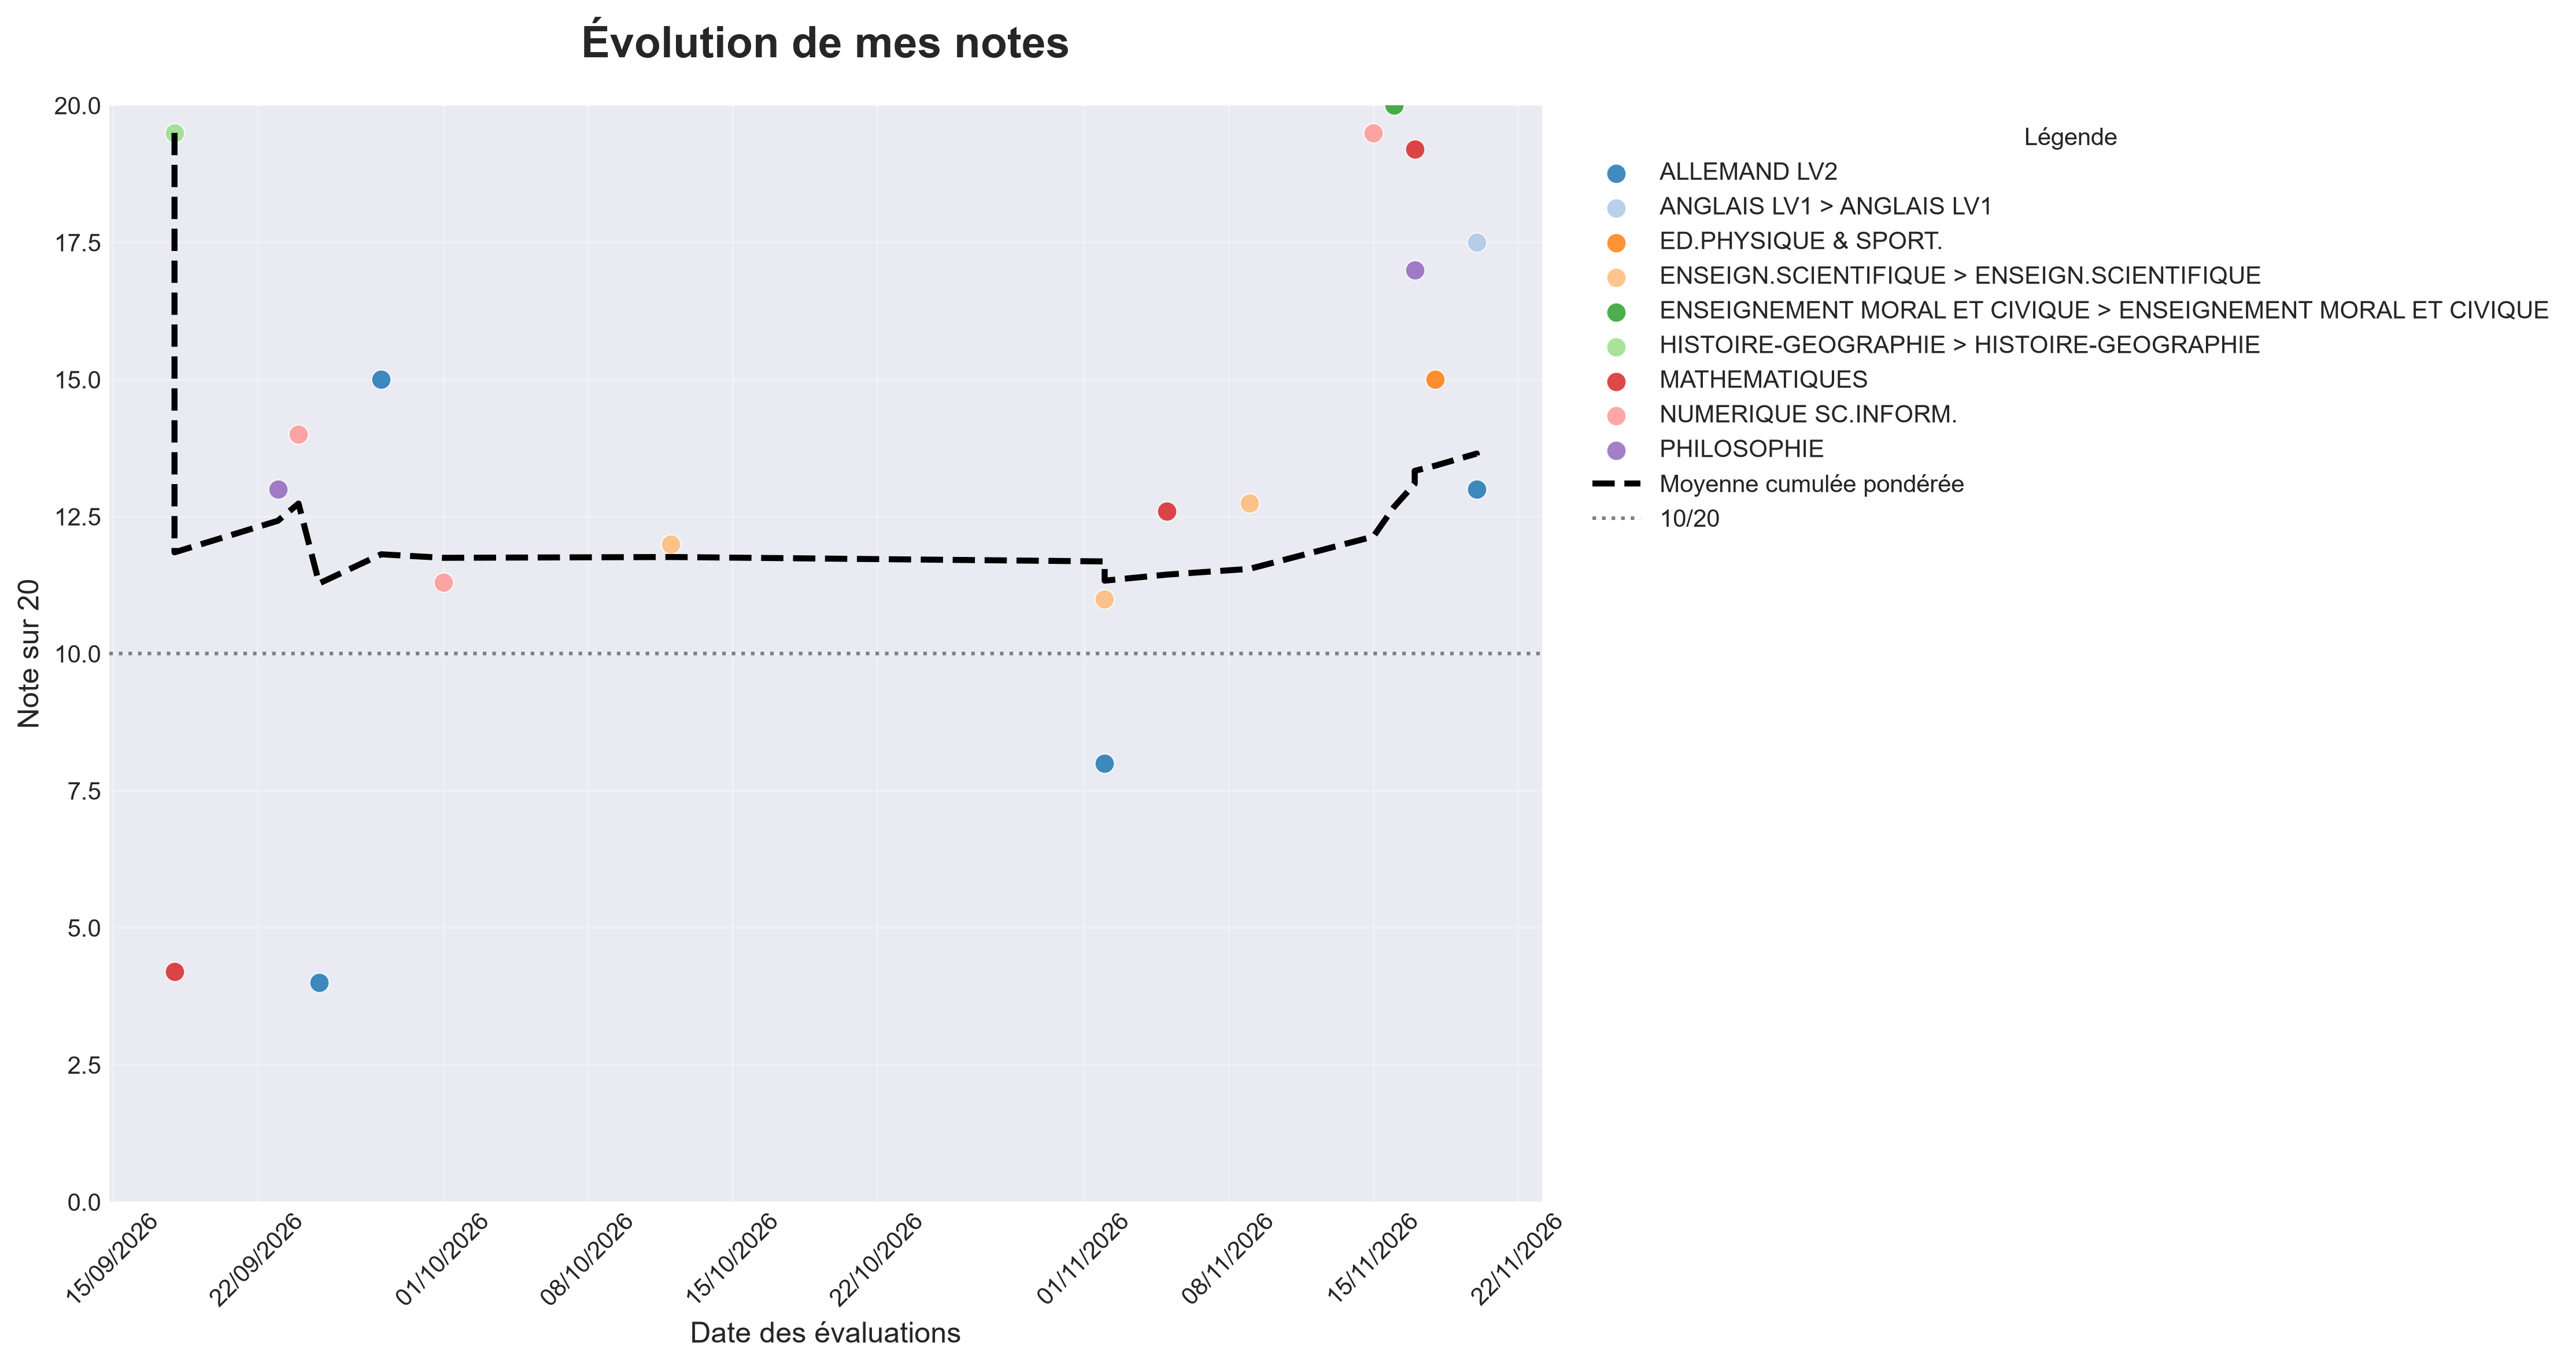 Évolution de mes notes
20.0
17.5
15.0
12.5
10.0
7.5
5.0
2.5
0.0
Note sur 20
15/09/2026
22/09/2026
01/10/2026
08/10/2026
15/10/2026
22/10/2026
01/11/2026
08/11/2026
15/11/2026
22/11/2026
Date des évaluations
Légende
ALLEMAND LV2
ANGLAIS LV1 > ANGLAIS LV1
ED.PHYSIQUE & SPORT.
ENSEIGN.SCIENTIFIQUE > ENSEIGN.SCIENTIFIQUE
ENSEIGNEMENT MORAL ET CIVIQUE > ENSEIGNEMENT MORAL ET CIVIQUE
HISTOIRE-GEOGRAPHIE > HISTOIRE-GEOGRAPHIE
MATHEMATIQUES
NUMERIQUE SC.INFORM.
PHILOSOPHIE
Moyenne cumulée pondérée
10/20